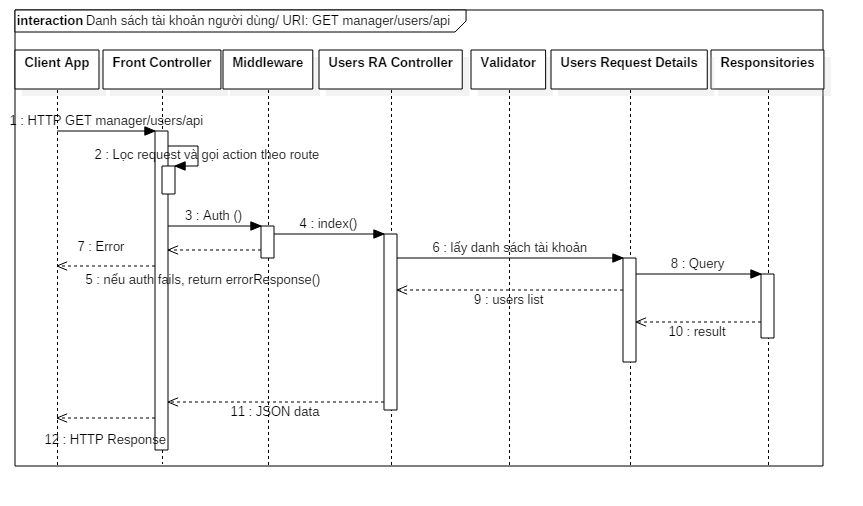 interaction Danh sách tài khoản người dùng/ URI: GET manager/users/api
Client App
Front Controller
Middleware
Users RA Controller
Validator
Users Request Details
Responsitories
1 : HTTP GET manager/users/api
2 : Lọc request và gọi action theo route
3 : Auth ()
4 : index()
7 : Error
6 : lấy danh sách tài khoản
8 : Query
5 : nếu auth fails, return errorResponse()
9 : users list
10 : result
11 : JSON data
12 : HTTP Response